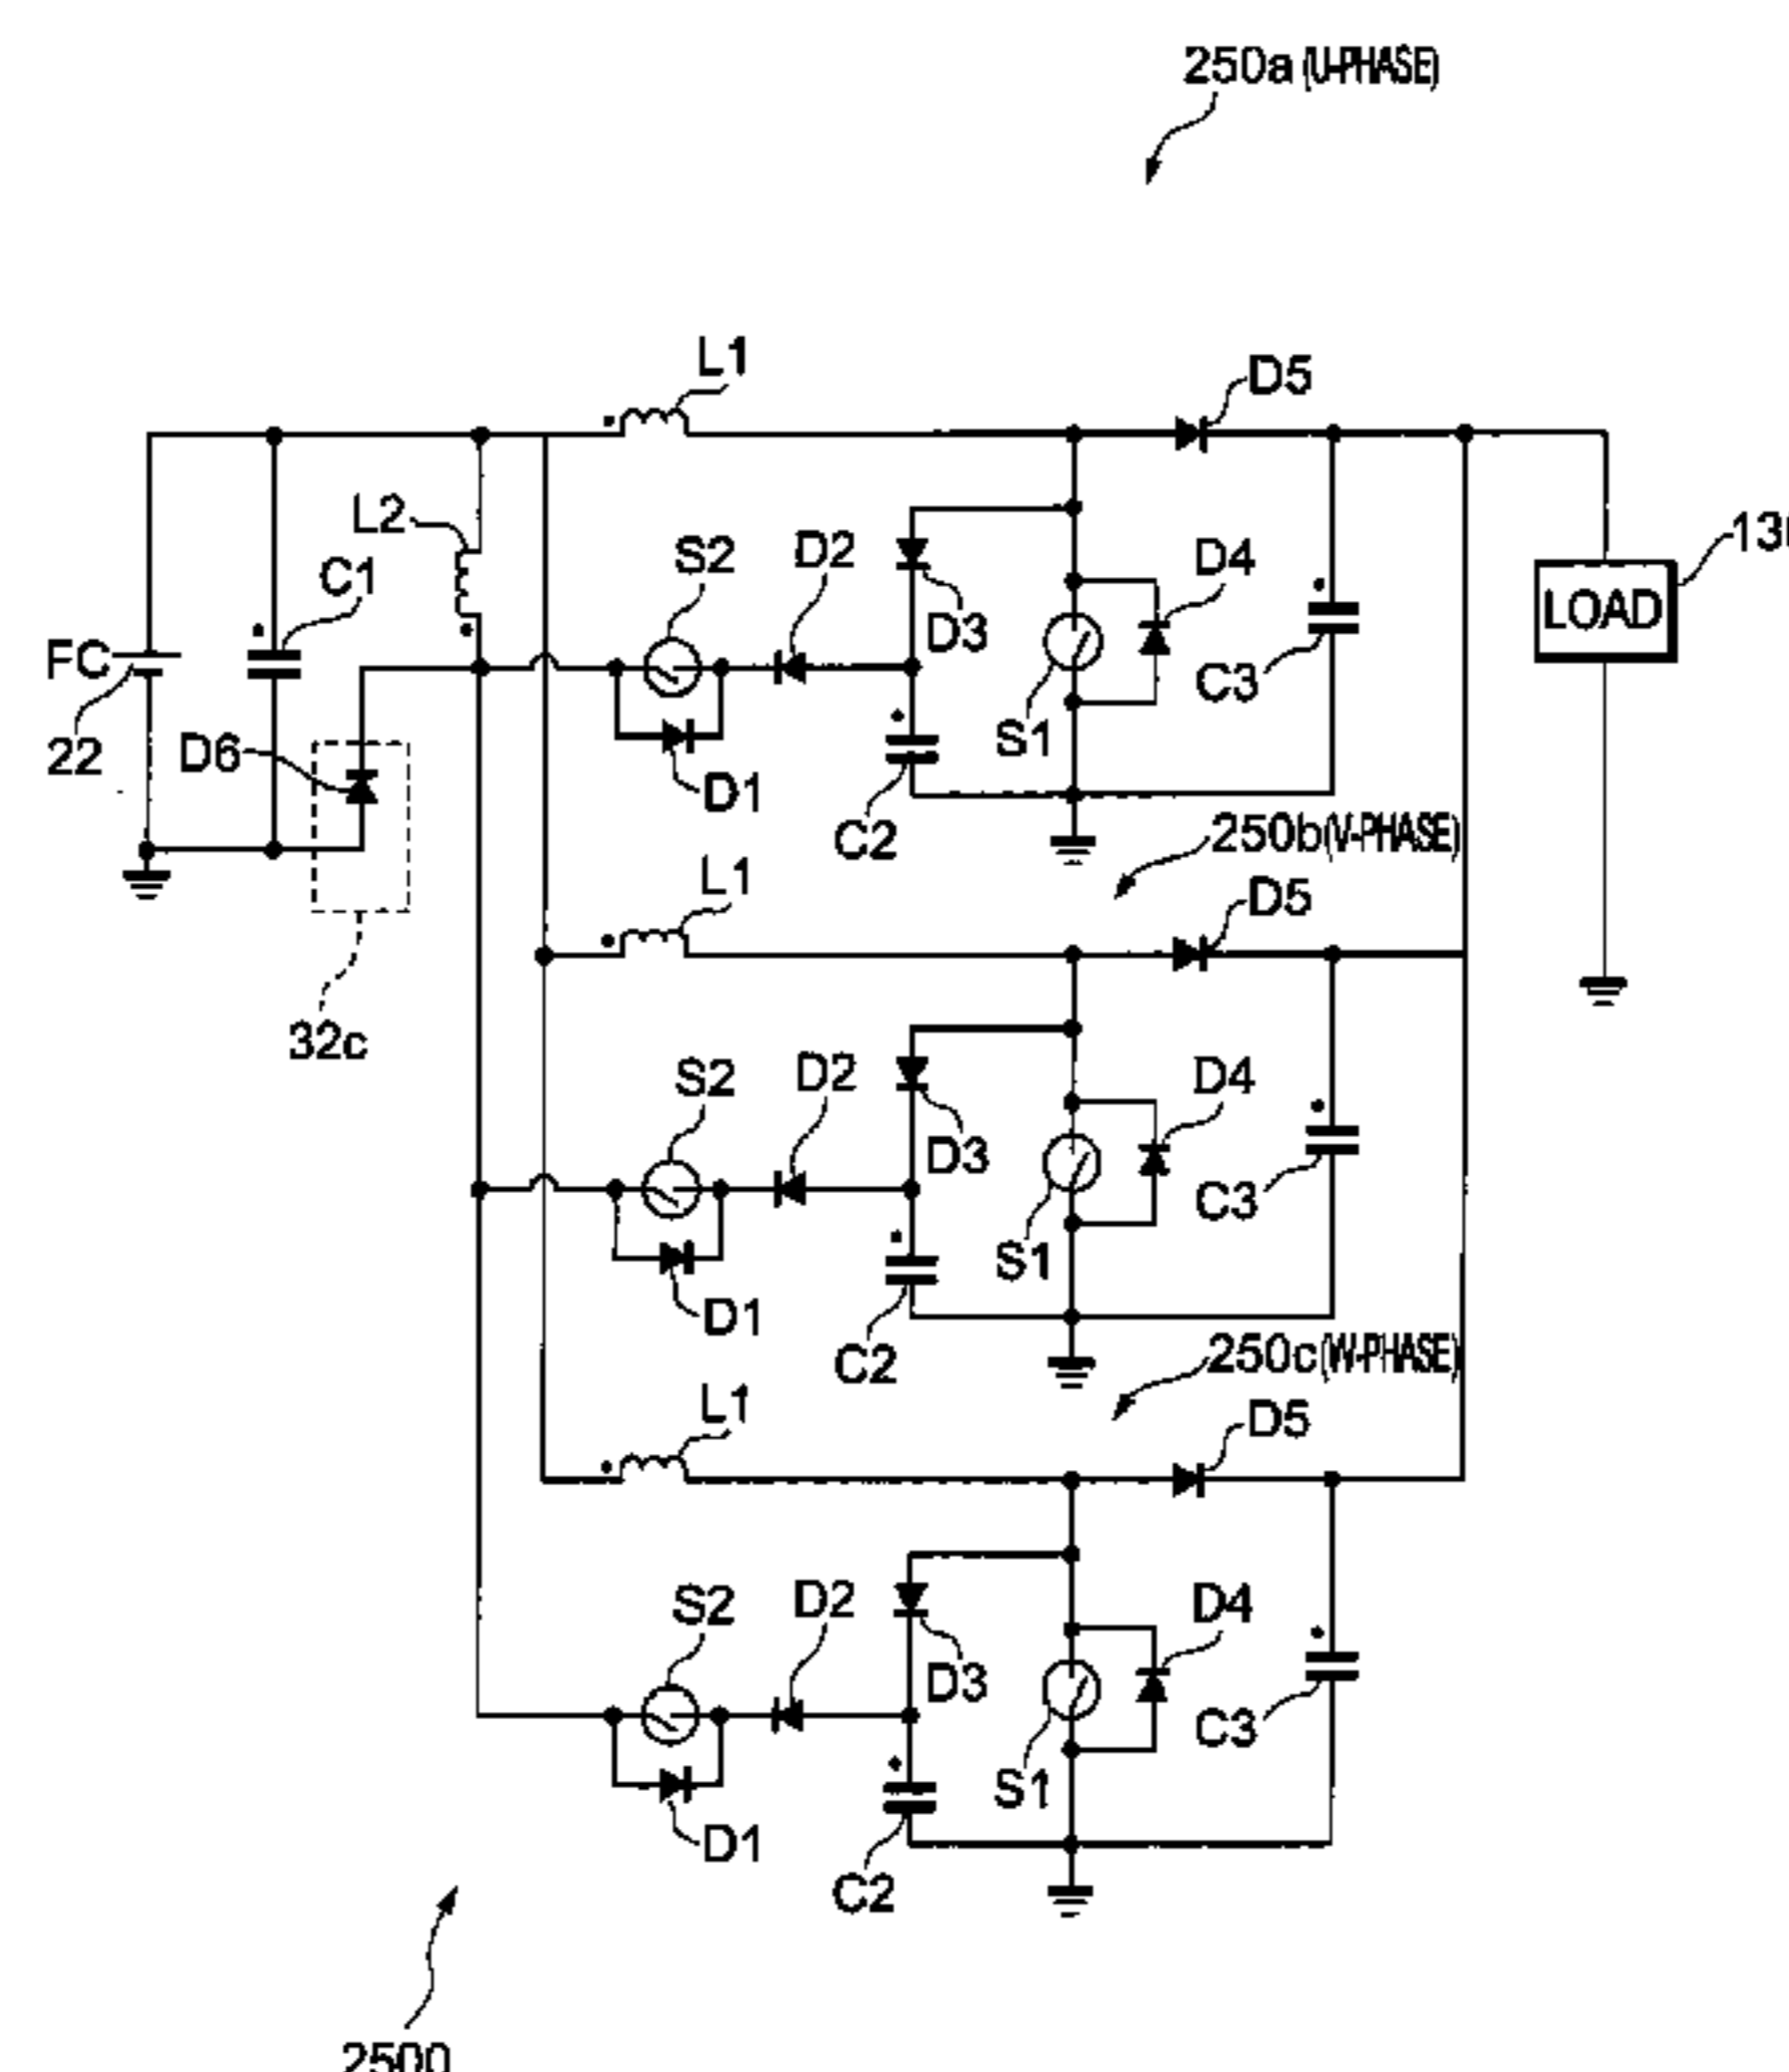 250a (U-PHASE)
L1
D5
L2
C1
S2
D2
D4
D3
LOAD
FC
C3
22
D6
S1
D1
C2
250b (V-PHASE)
L1
D5
32c
S2
D2
D4
D3
C3
S1
D1
C2
250c (W-PHASE)
L1
D5
S2
D2
D4
D3
C3
S1
D1
C2
2500